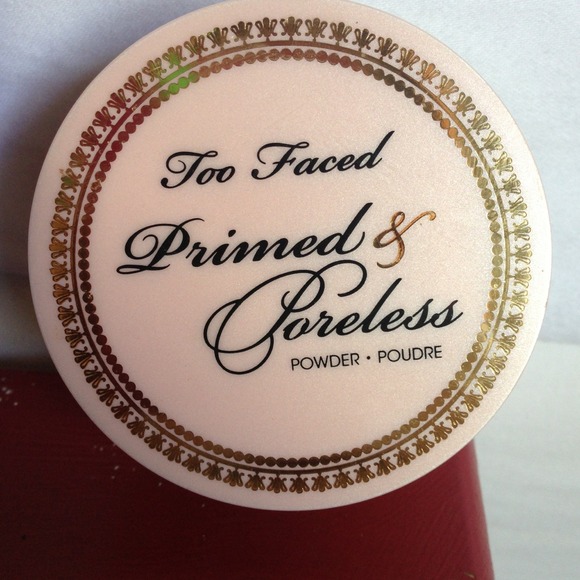 Too Faced
Primed &
Poreless
POWDER • POUDRE